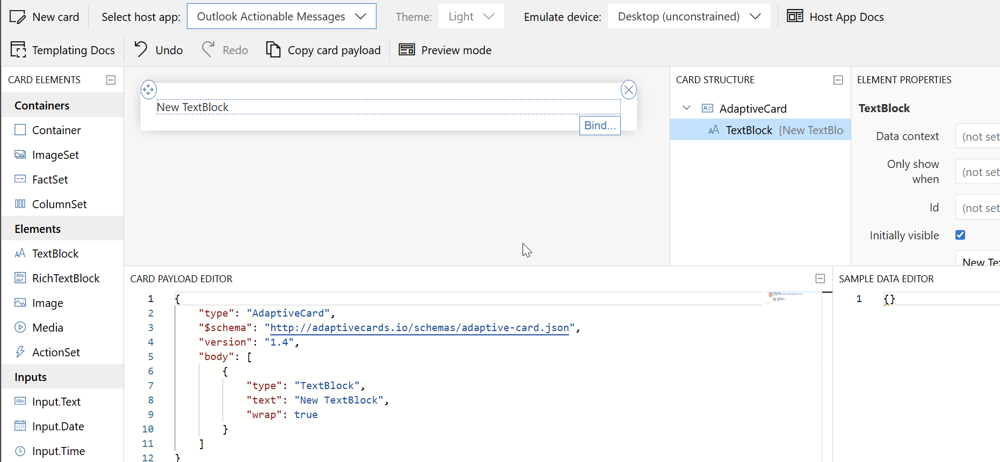 New card
Select host app:
Outlook Actionable Messages
Theme:
Light
Emulate device:
Desktop (unconstrained)
Host App Docs
Templating Docs
Undo
Redo
Copy card payload
Preview mode
CARD ELEMENTS
Containers
Container
ImageSet
FactSet
ColumnSet
Elements
TextBlock
RichTextBlock
Image
Media
ActionSet
Inputs
Input.Text
Input.Date
Input.Time
New TextBlock
Bind...
CARD STRUCTURE
AdaptiveCard
TextBlock [New TextBlo
ELEMENT PROPERTIES
TextBlock
Data context
(not set
Only show
when
(not set
Id
(not set
Initially visible
New Te
CARD PAYLOAD EDITOR
1 {
2 "type": "AdaptiveCard",
3 "$schema": "http://adaptivecards.io/schemas/adaptive-card.json",
4 "version": "1.4",
5 "body": [
6 {
7 "type": "TextBlock",
8 "text": "New TextBlock",
9 "wrap": true
10 }
11 ]
12 }
SAMPLE DATA EDITOR
1 {}